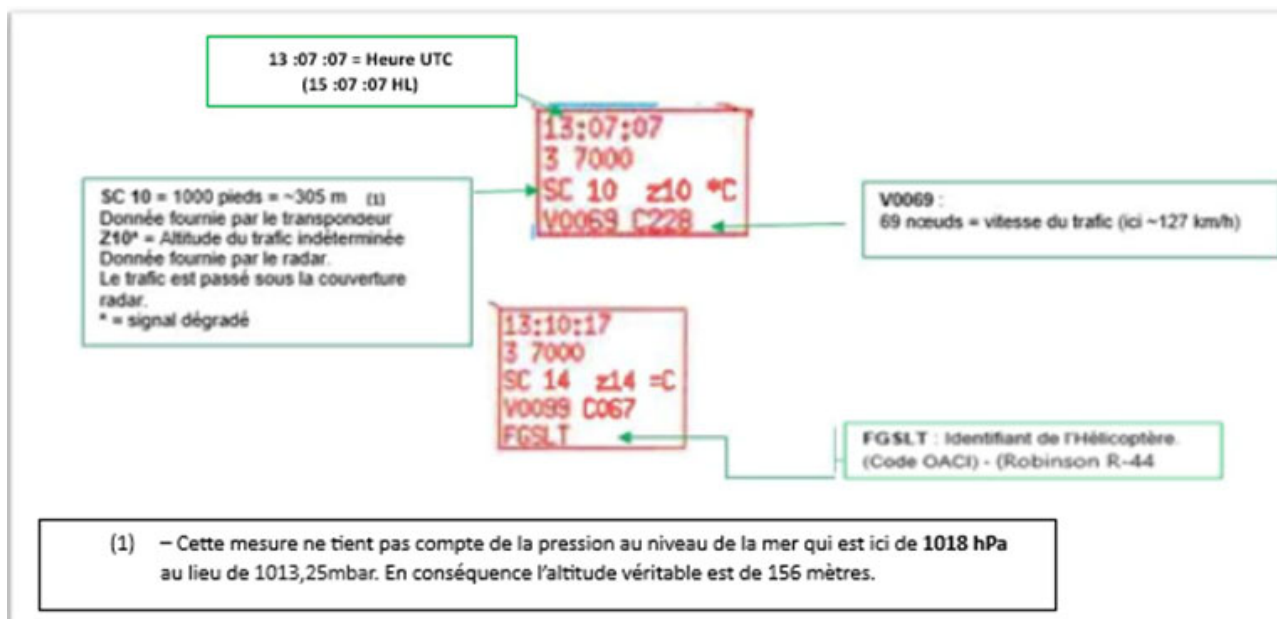 13 :07 :07 = Heure UTC
(15 :07 :07 HL)
13:07:07
3 7000
SC 10 z10 *C
V0069 C228
SC 10 = 1000 pieds = ~305 m (1)
Donnée fournie par le transpondeur
Z10* = Altitude du trafic indéterminée
Donnée fournie par le radar.
Le trafic est passé sous la couverture
radar.
* = signal dégradé
V0069 :
69 nœuds = vitesse du trafic (ici ~127 km/h)
13:10:17
3 7000
SC 14 z14 =C
V0099 C067
FGSLT
FGSLT : Identifiant de l'Hélicoptère.
(Code OACI) - (Robinson R-44
(1) – Cette mesure ne tient pas compte de la pression au niveau de la mer qui est ici de 1018 hPa
au lieu de 1013,25mbar. En conséquence l'altitude véritable est de 156 mètres.